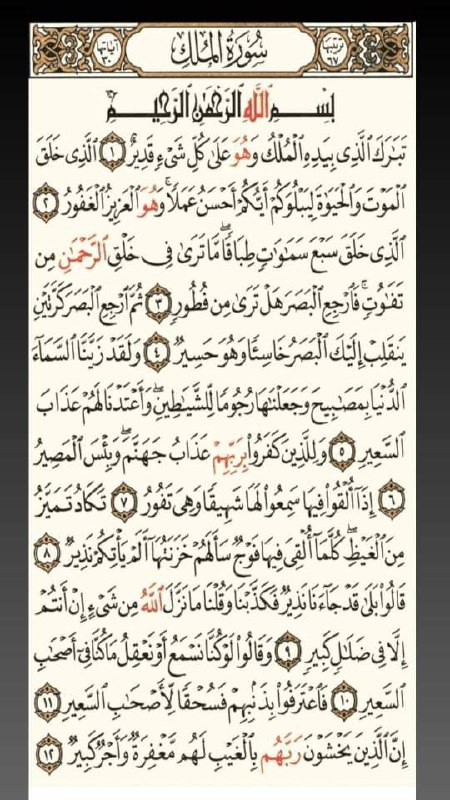 ترتيبها ٦٧ سُورَةُ المُلْكِ آياتها ٣٠
بِسْمِ اللَّهِ الرَّحْمَٰنِ الرَّحِيمِ
تَبَارَكَ ٱلَّذِى بِيَدِهِ ٱلْمُلْكُ وَهُوَ عَلَىٰ كُلِّ شَىْءٍ قَدِيرٌ ١ ٱلَّذِى خَلَقَ
ٱلْمَوْتَ وَٱلْحَيَوٰةَ لِيَبْلُوَكُمْ أَيُّكُمْ أَحْسَنُ عَمَلًا وَهُوَ ٱلْعَزِيزُ ٱلْغَفُورُ ٢
ٱلَّذِى خَلَقَ سَبْعَ سَمَٰوَٰتٍ طِبَاقًا ۖ مَّا تَرَىٰ فِى خَلْقِ ٱلرَّحْمَٰنِ مِن
تَفَٰوُتٍ ۖ فَٱرْجِعِ ٱلْبَصَرَ هَلْ تَرَىٰ مِن فُطُورٍ ٣ ثُمَّ ٱرْجِعِ ٱلْبَصَرَ كَرَّتَيْنِ
يَنقَلِبْ إِلَيْكَ ٱلْبَصَرُ خَاسِئًا وَهُوَ حَسِيرٌ ٤ وَلَقَدْ زَيَّنَّا ٱلسَّمَآءَ
ٱلدُّنْيَا بِمَصَٰبِيحَ وَجَعَلْنَٰهَا رُجُومًا لِّلشَّيَٰطِينِ ۖ وَأَعْتَدْنَا لَهُمْ عَذَابَ
ٱلسَّعِيرِ ٥ وَلِلَّذِينَ كَفَرُوا۟ بِرَبِّهِمْ عَذَابُ جَهَنَّمَ ۖ وَبِئْسَ ٱلْمَصِيرُ
٦ إِذَآ أُلْقُوا۟ فِيهَا سَمِعُوا۟ لَهَا شَهِيقًا وَهِىَ تَفُورُ ٧ تَكَادُ تَمَيَّزُ
مِنَ ٱلْغَيْظِ ۖ كُلَّمَآ أُلْقِىَ فِيهَا فَوْجٌ سَأَلَهُمْ خَزَنَتُهَآ أَلَمْ يَأْتِكُمْ نَذِيرٌ ٨
قَالُوا۟ بَلَىٰ قَدْ جَآءَنَا نَذِيرٌ فَكَذَّبْنَا وَقُلْنَا مَا نَزَّلَ ٱللَّهُ مِن شَىْءٍ إِنْ أَنتُمْ
إِلَّا فِى ضَلَٰلٍ كَبِيرٍ ٩ وَقَالُوا۟ لَوْ كُنَّا نَسْمَعُ أَوْ نَعْقِلُ مَا كُنَّا فِىٓ أَصْحَٰبِ
ٱلسَّعِيرِ ١٠ فَٱعْتَرَفُوا۟ بِذَنۢبِهِمْ فَسُحْقًا لِّأَصْحَٰبِ ٱلسَّعِيرِ ١١
إِنَّ ٱلَّذِينَ يَخْشَوْنَ رَبَّهُم بِٱلْغَيْبِ لَهُم مَّغْفِرَةٌ وَأَجْرٌ كَبِيرٌ ١٢